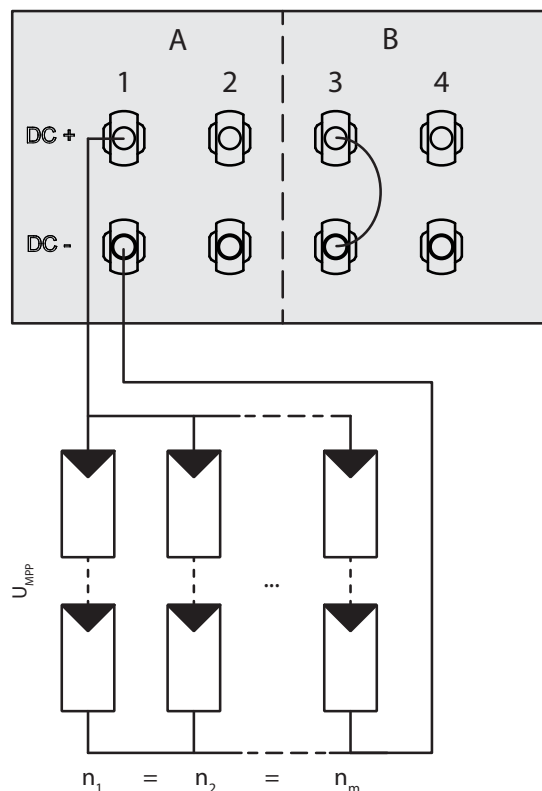 A B
1 2 3 4
DC +
DC -
U_MPP
...
n_1 = n_2 = n_m